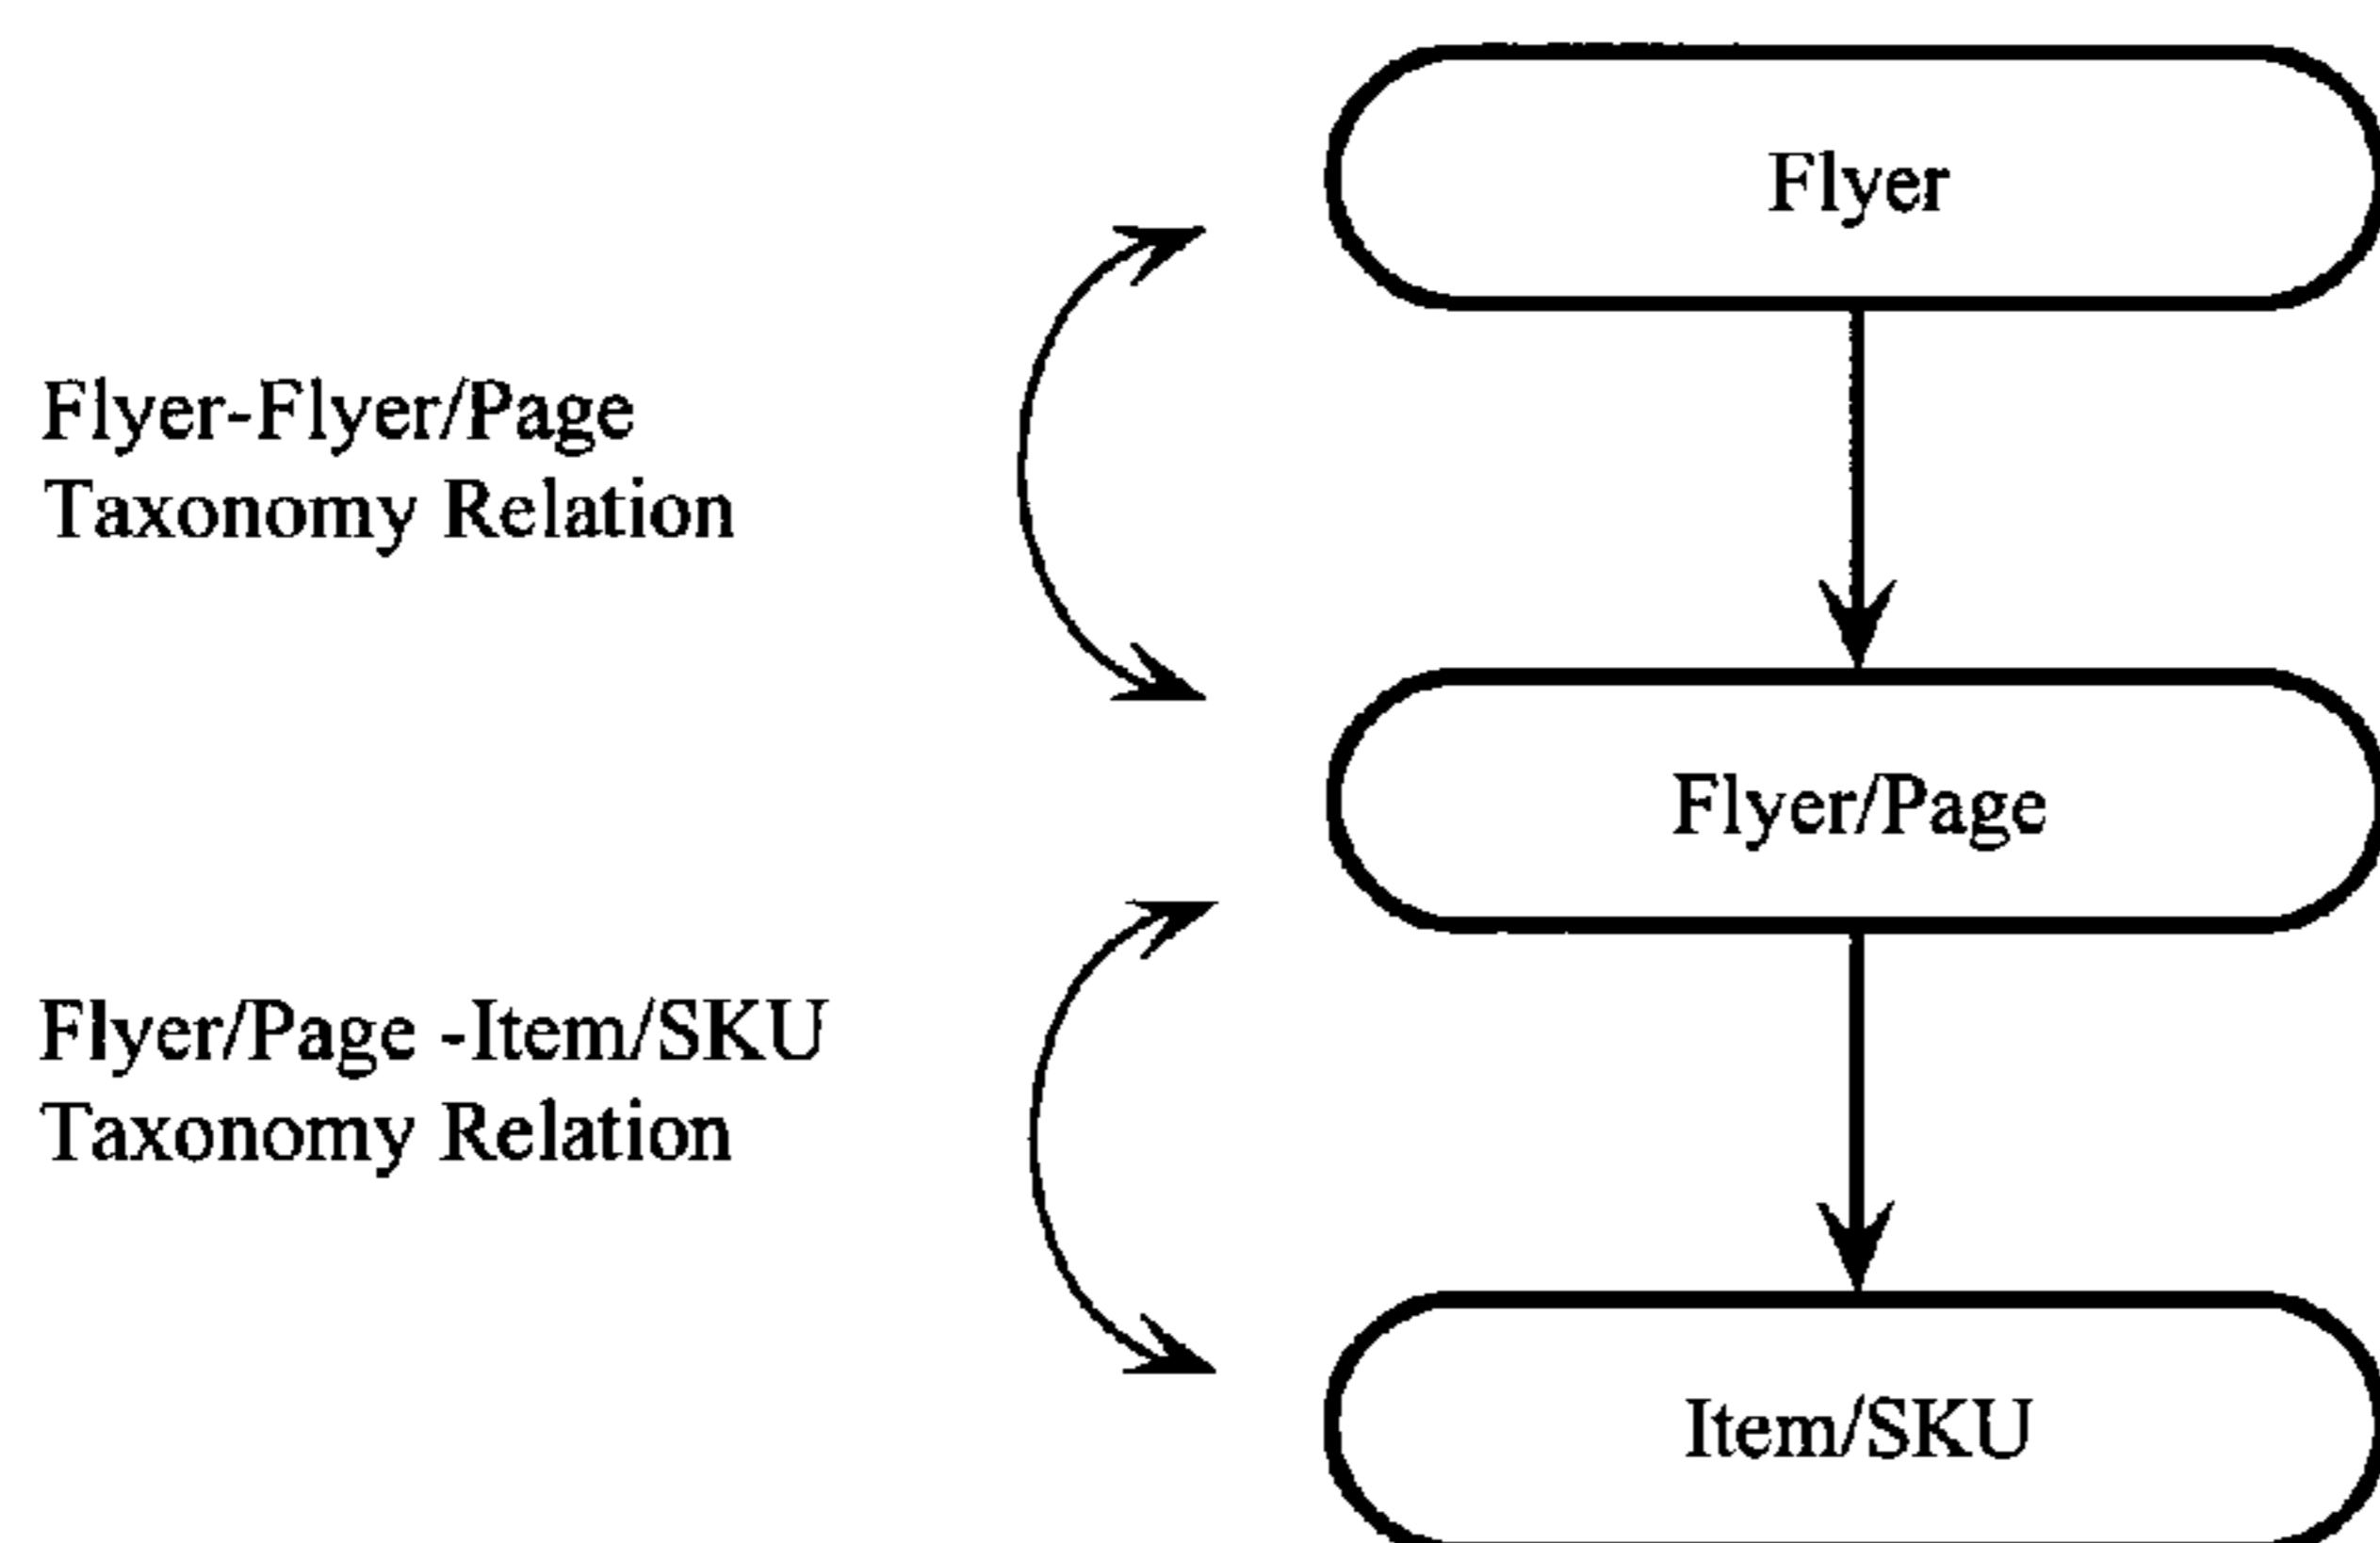 Flyer
Flyer-Flyer/Page
Taxonomy Relation
Flyer/Page
Flyer/Page -Item/SKU
Taxonomy Relation
Item/SKU